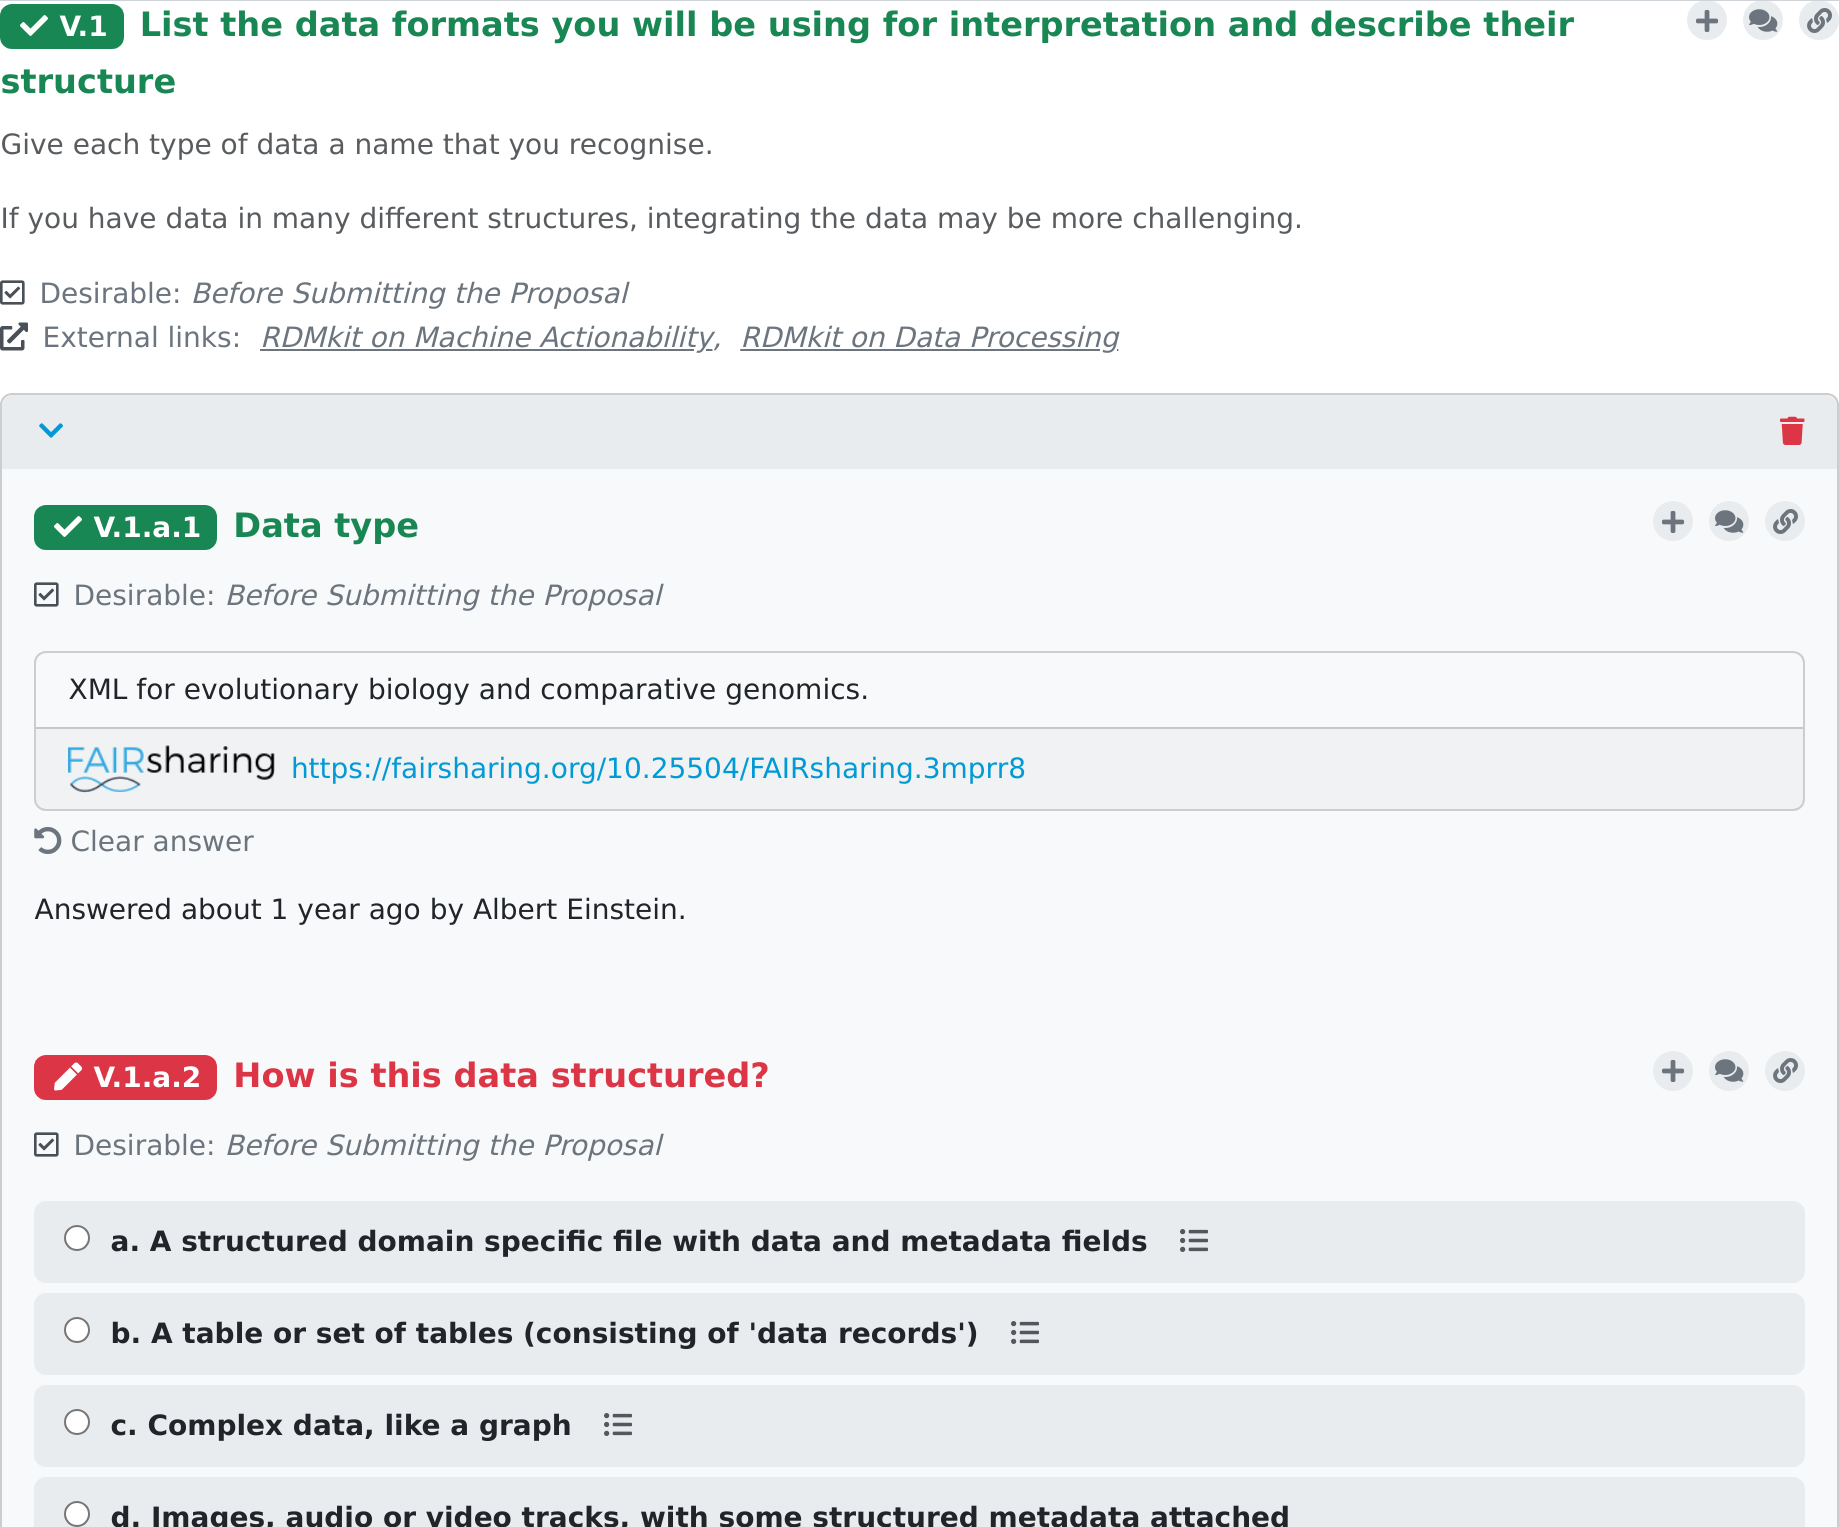 V.1 List the data formats you will be using for interpretation and describe their
structure
Give each type of data a name that you recognise.
If you have data in many different structures, integrating the data may be more challenging.
Desirable: Before Submitting the Proposal
External links: RDMkit on Machine Actionability, RDMkit on Data Processing
V.1.a.1 Data type
Desirable: Before Submitting the Proposal
XML for evolutionary biology and comparative genomics.
FAIRsharing https://fairsharing.org/10.25504/FAIRsharing.3mprr8
Clear answer
Answered about 1 year ago by Albert Einstein.
V.1.a.2 How is this data structured?
Desirable: Before Submitting the Proposal
a. A structured domain specific file with data and metadata fields
b. A table or set of tables (consisting of 'data records')
c. Complex data, like a graph
d. Images, audio or video tracks, with some structured metadata attached